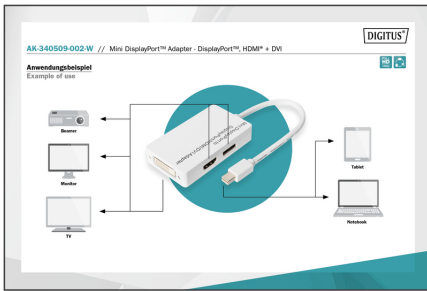 DIGITUS®
AK-340509-002-W // Mini DisplayPort™ Adapter - DisplayPort™, HDMI® + DVI
Anwendungsbeispiel
Example of use
HD
Beamer
Monitor
TV
Tablet
Notebook